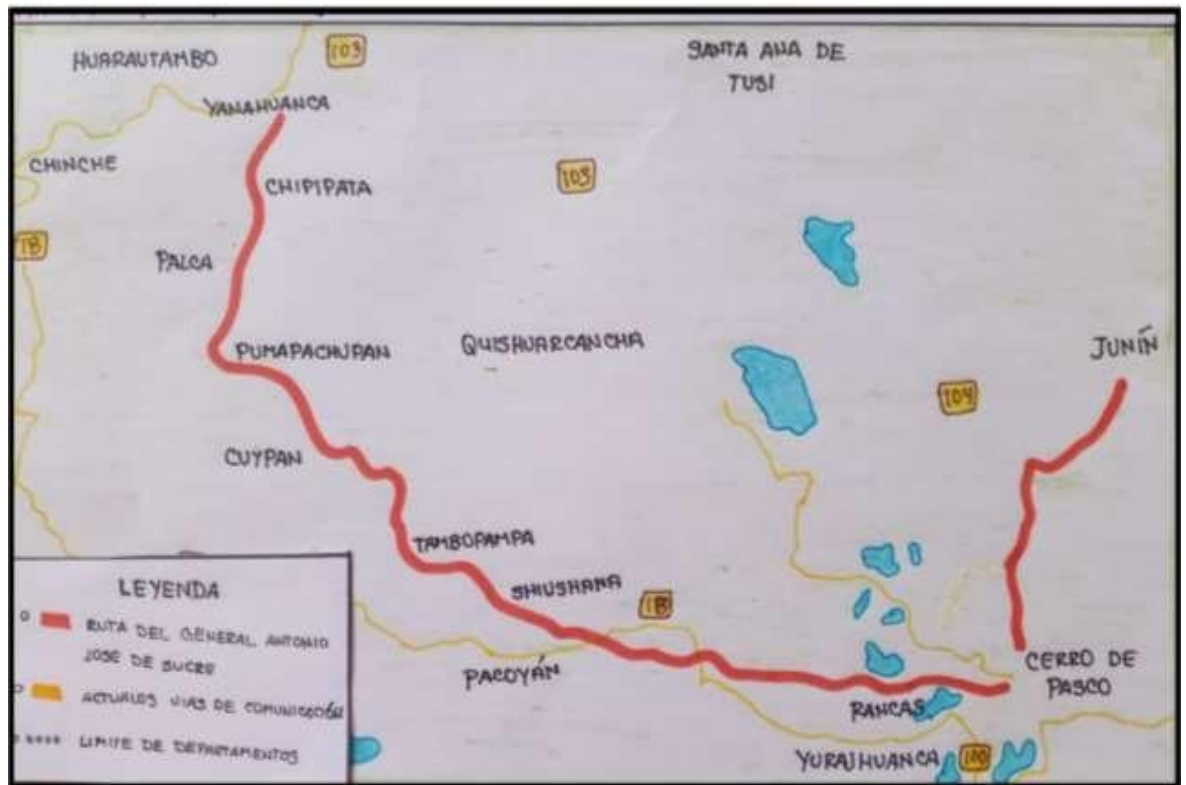 HUARAUTAMBO
103
SANTA ANA DE
TUSI
YANAHUANCA
CHINCHE
CHIPIPATA
103
18
PALCA
PUMAPACHUPAN
QUISHUARCANCHA
JUNÍN
104
CUYPAN
TAMBOPAMPA
SHIUSHANA
18
PACOYÁN
CERRO DE
PASCO
RANCAS
YURAJHUANCA
100
LEYENDA
RUTA DEL GENERAL ANTONIO
JOSE DE SUCRE
ACTUALES VIAS DE COMUNICACIÓN
LIMITE DE DEPARTAMENTOS